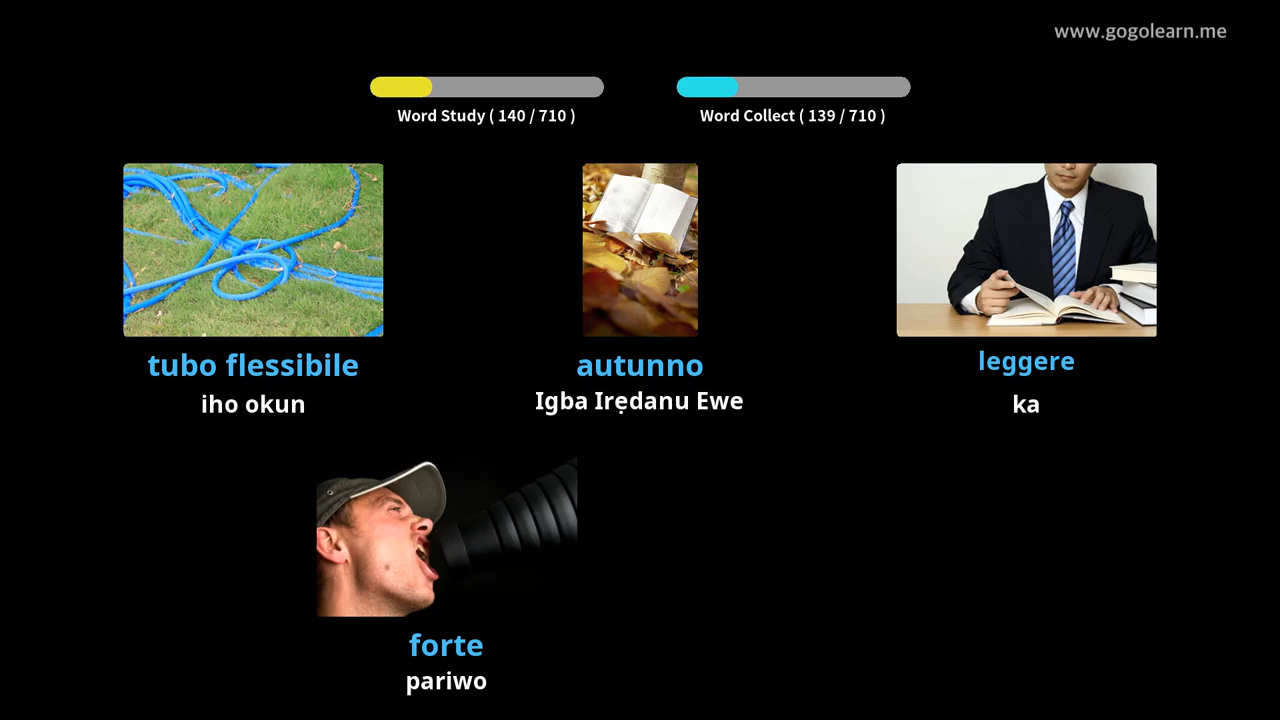 www.gogolearn.me
Word Study ( 140 / 710 )
Word Collect ( 139 / 710 )
tubo flessibile
iho okun
autunno
Igba Irẹdanu Ewe
leggere
ka
forte
pariwo